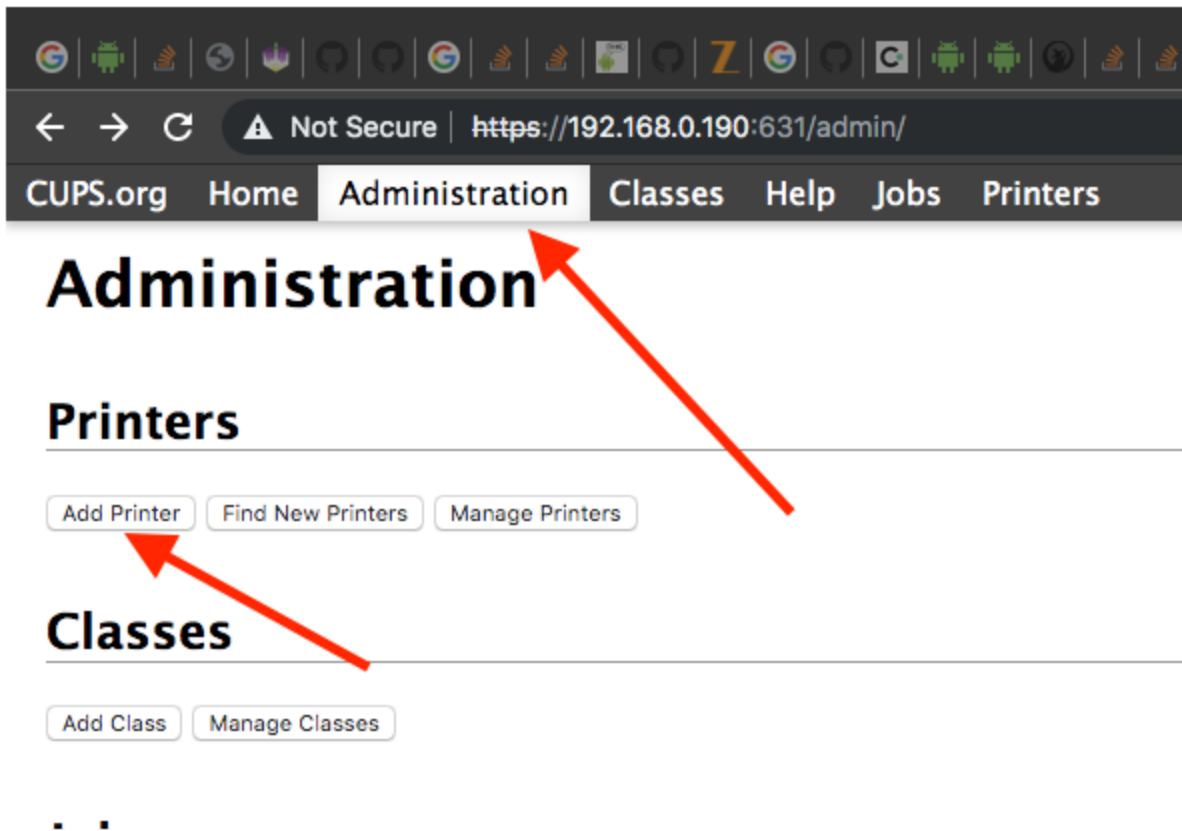 Not Secure https://192.168.0.190:631/admin/
CUPS.org Home Administration Classes Help Jobs Printers
Administration
Printers
Add Printer Find New Printers Manage Printers
Classes
Add Class Manage Classes